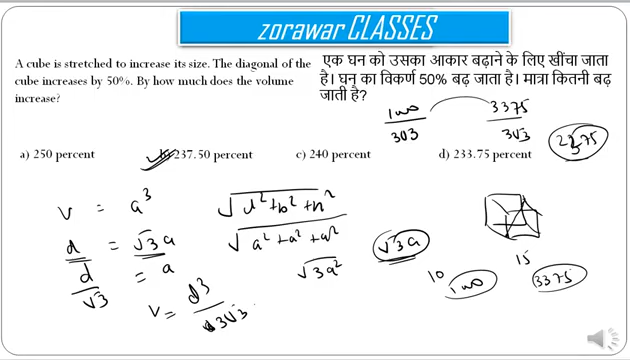 zorawar CLASSES
A cube is stretched to increase its size. The diagonal of the
cube increases by 50%. By how much does the volume
increase?
एक घन को उसका आकार बढ़ाने के लिए खींचा जाता
है। घन का विकर्ण 50% बढ़ जाता है। मात्रा कितनी बढ़
जाती है?
1000 / 3√3
3375 / 3√3
2375
a) 250 percent
237.50 percent
c) 240 percent
d) 233.75 percent
v = a³
√l²+b²+h²
d = √3 a
√a²+a²+a²
√3a
d/√3 = a
√3a²
v = d³ / 3√3
10
1000
15
3375